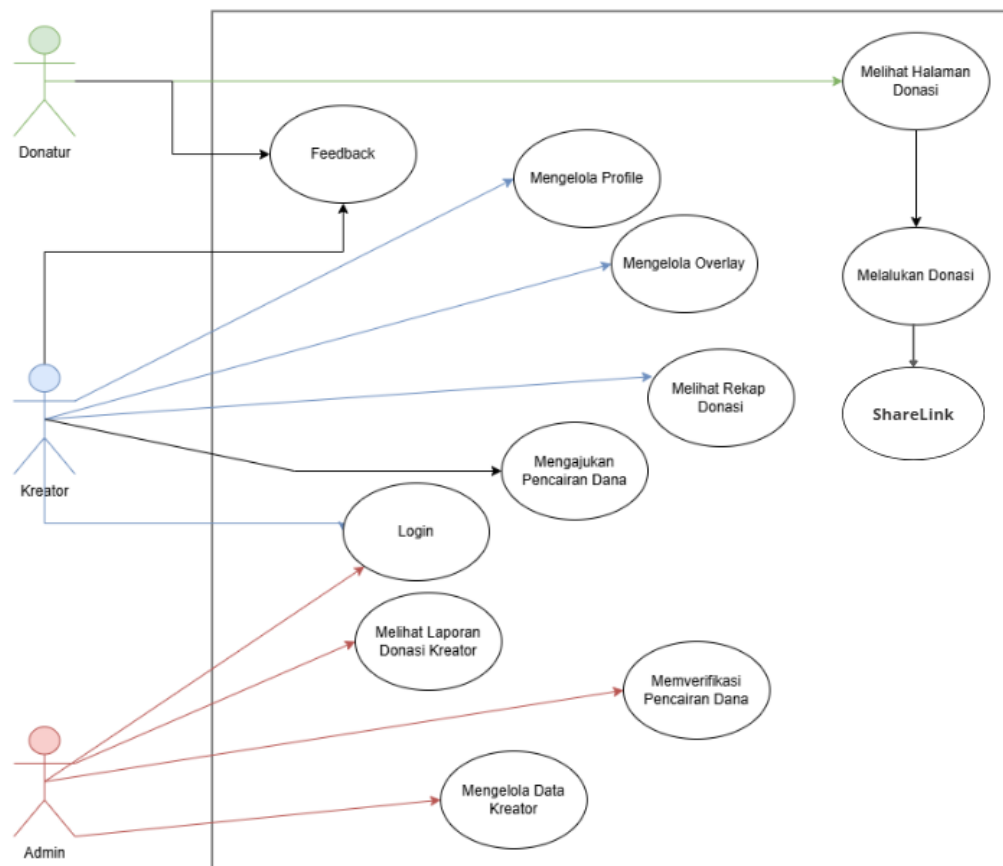 Donatur
Melihat Halaman
Donasi
Feedback
Mengelola Profile
Mengelola Overlay
Melalukan Donasi
Melihat Rekap
Donasi
ShareLink
Mengajukan
Pencairan Dana
Kreator
Login
Melihat Laporan
Donasi Kreator
Memverifikasi
Pencairan Dana
Mengelola Data
Kreator
Admin